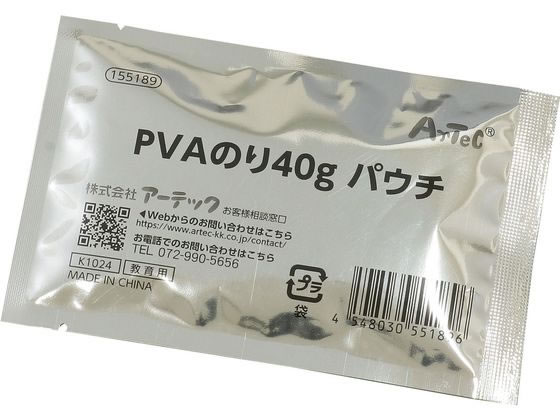 155189
ArTeC®
PVAのり40g パウチ
株式会社 アーテック お客様相談窓口
◀Webからのお問い合わせはこちら
https://www.artec-kk.co.jp/contact/
お電話でのお問い合わせはこちら
TEL 072-990-5656
K1024 教育用
MADE IN CHINA
プラ
袋
4 548030 551896